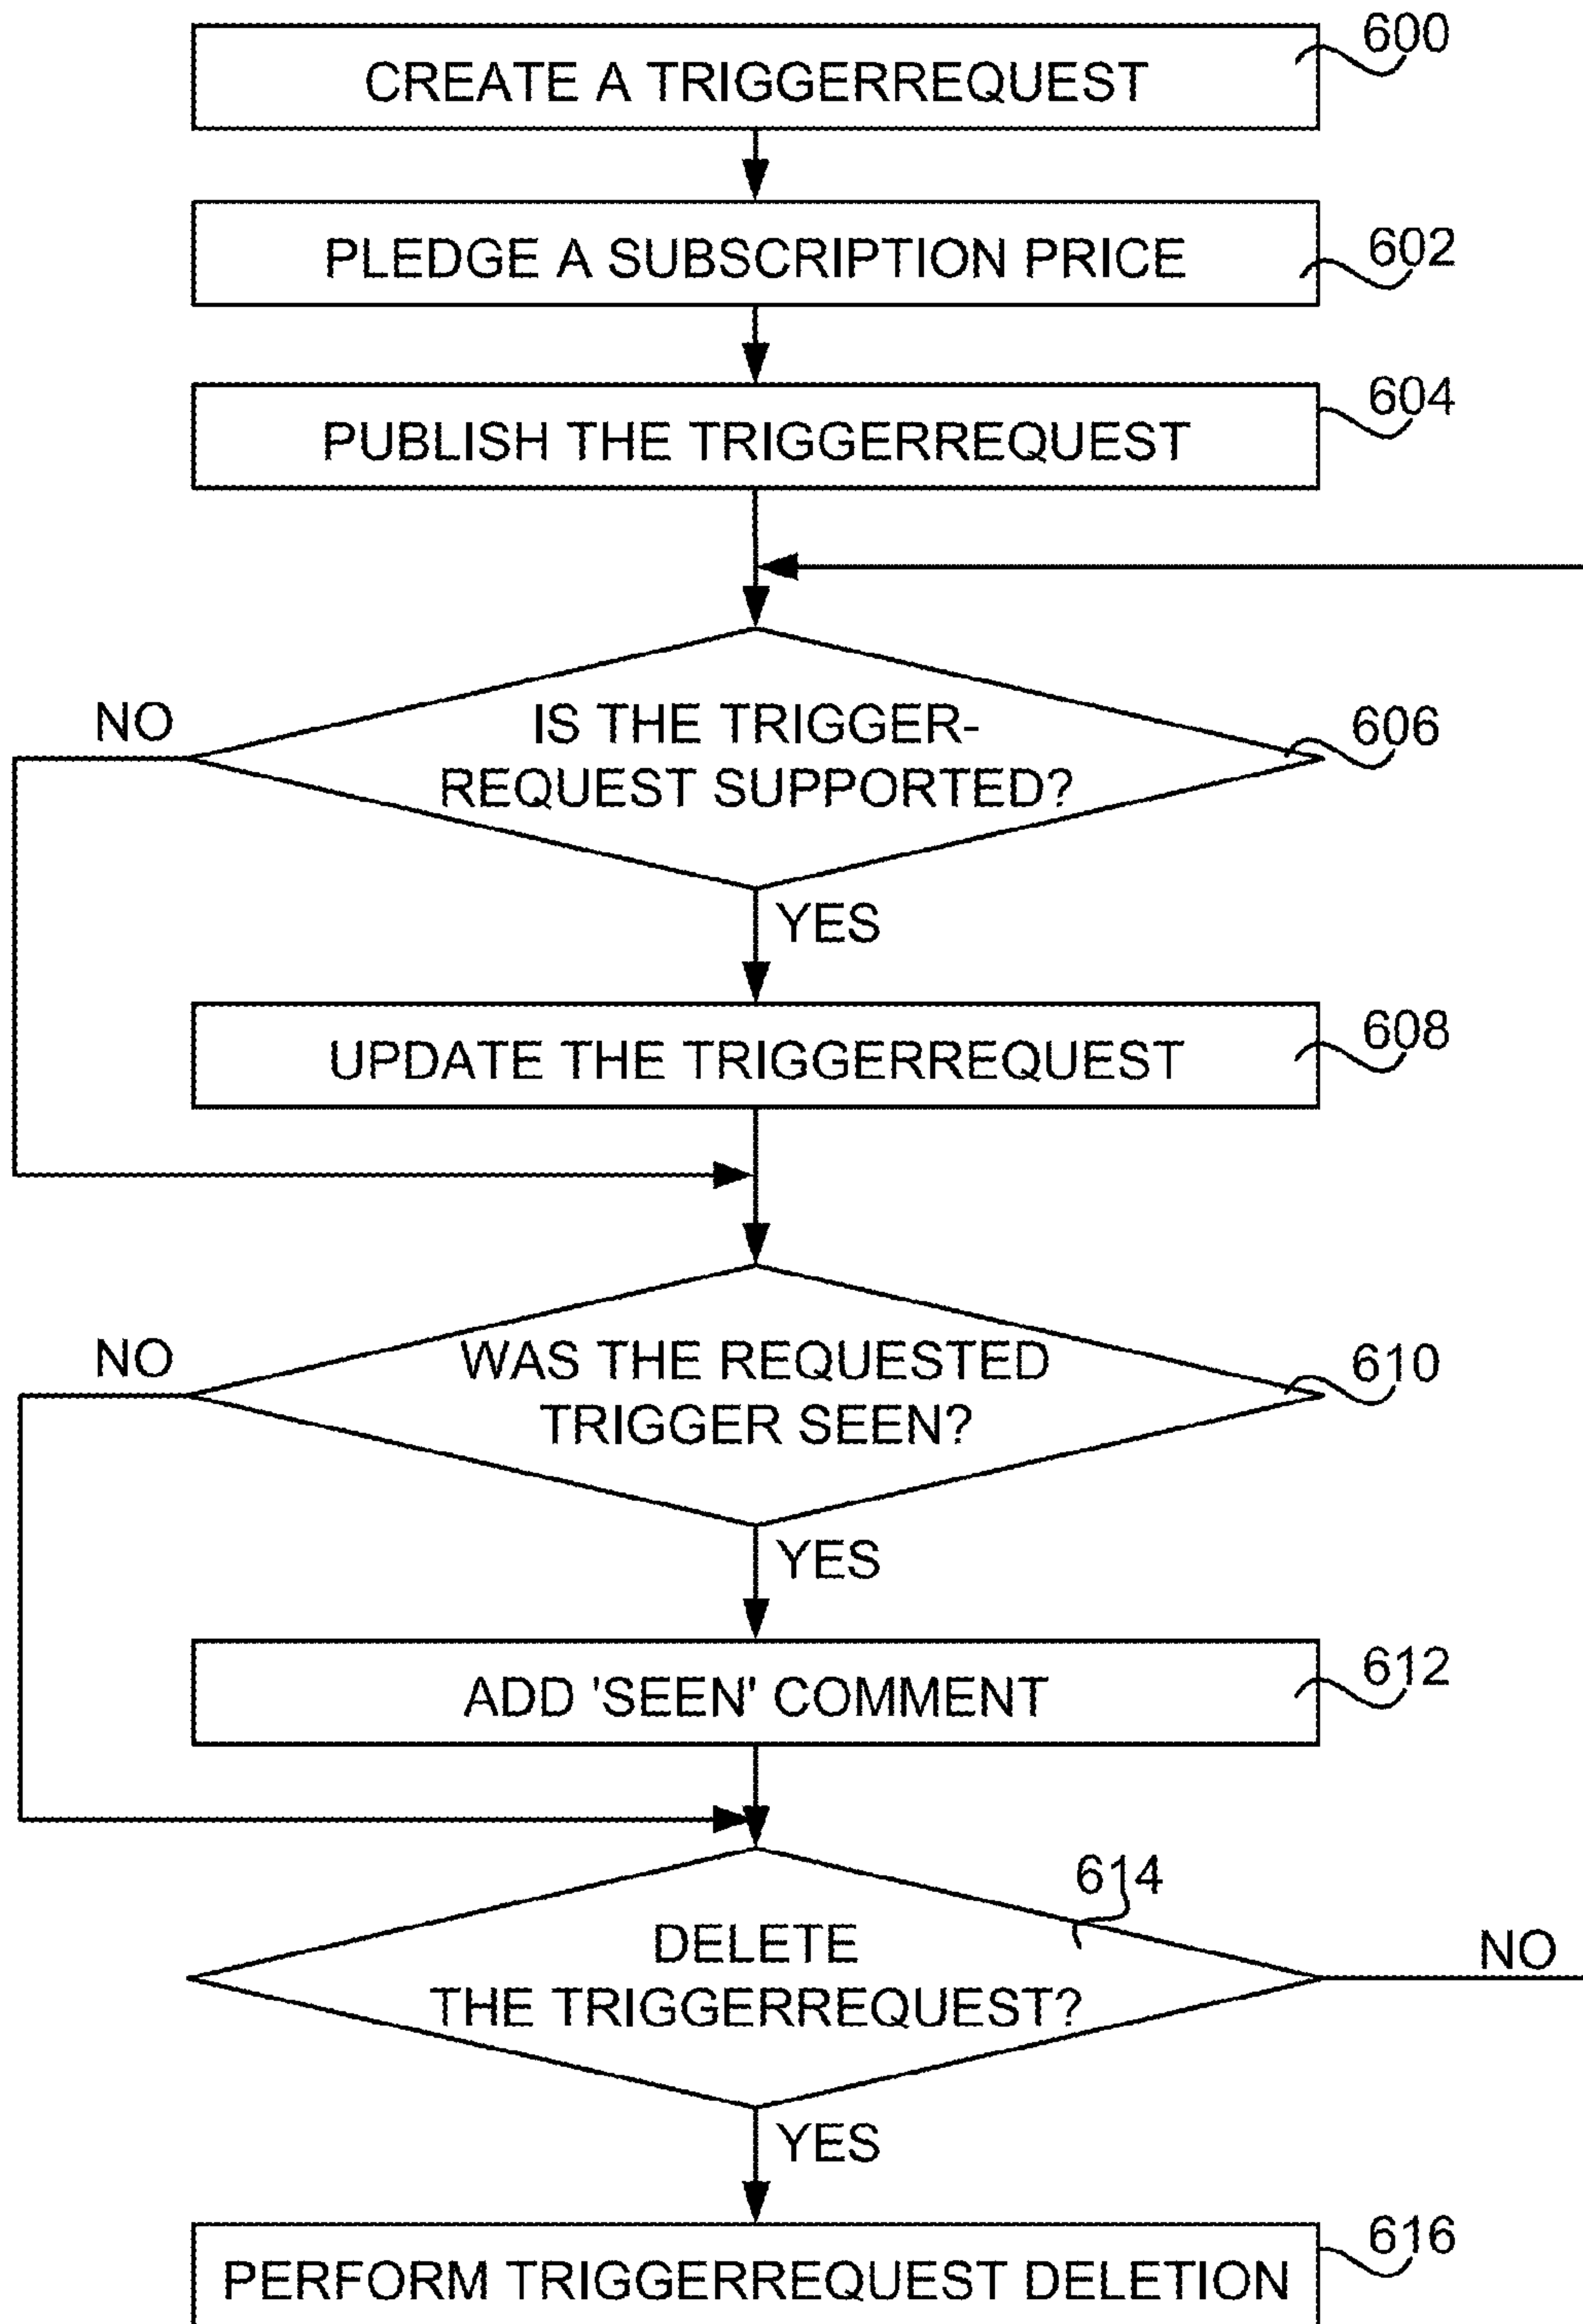 600
CREATE A TRIGGERREQUEST
602
PLEDGE A SUBSCRIPTION PRICE
604
PUBLISH THE TRIGGERREQUEST
NO
IS THE TRIGGER-
606
REQUEST SUPPORTED?
YES
608
UPDATE THE TRIGGERREQUEST
NO
WAS THE REQUESTED
610
TRIGGER SEEN?
YES
612
ADD 'SEEN' COMMENT
614
DELETE
NO
THE TRIGGERREQUEST?
YES
616
PERFORM TRIGGERREQUEST DELETION